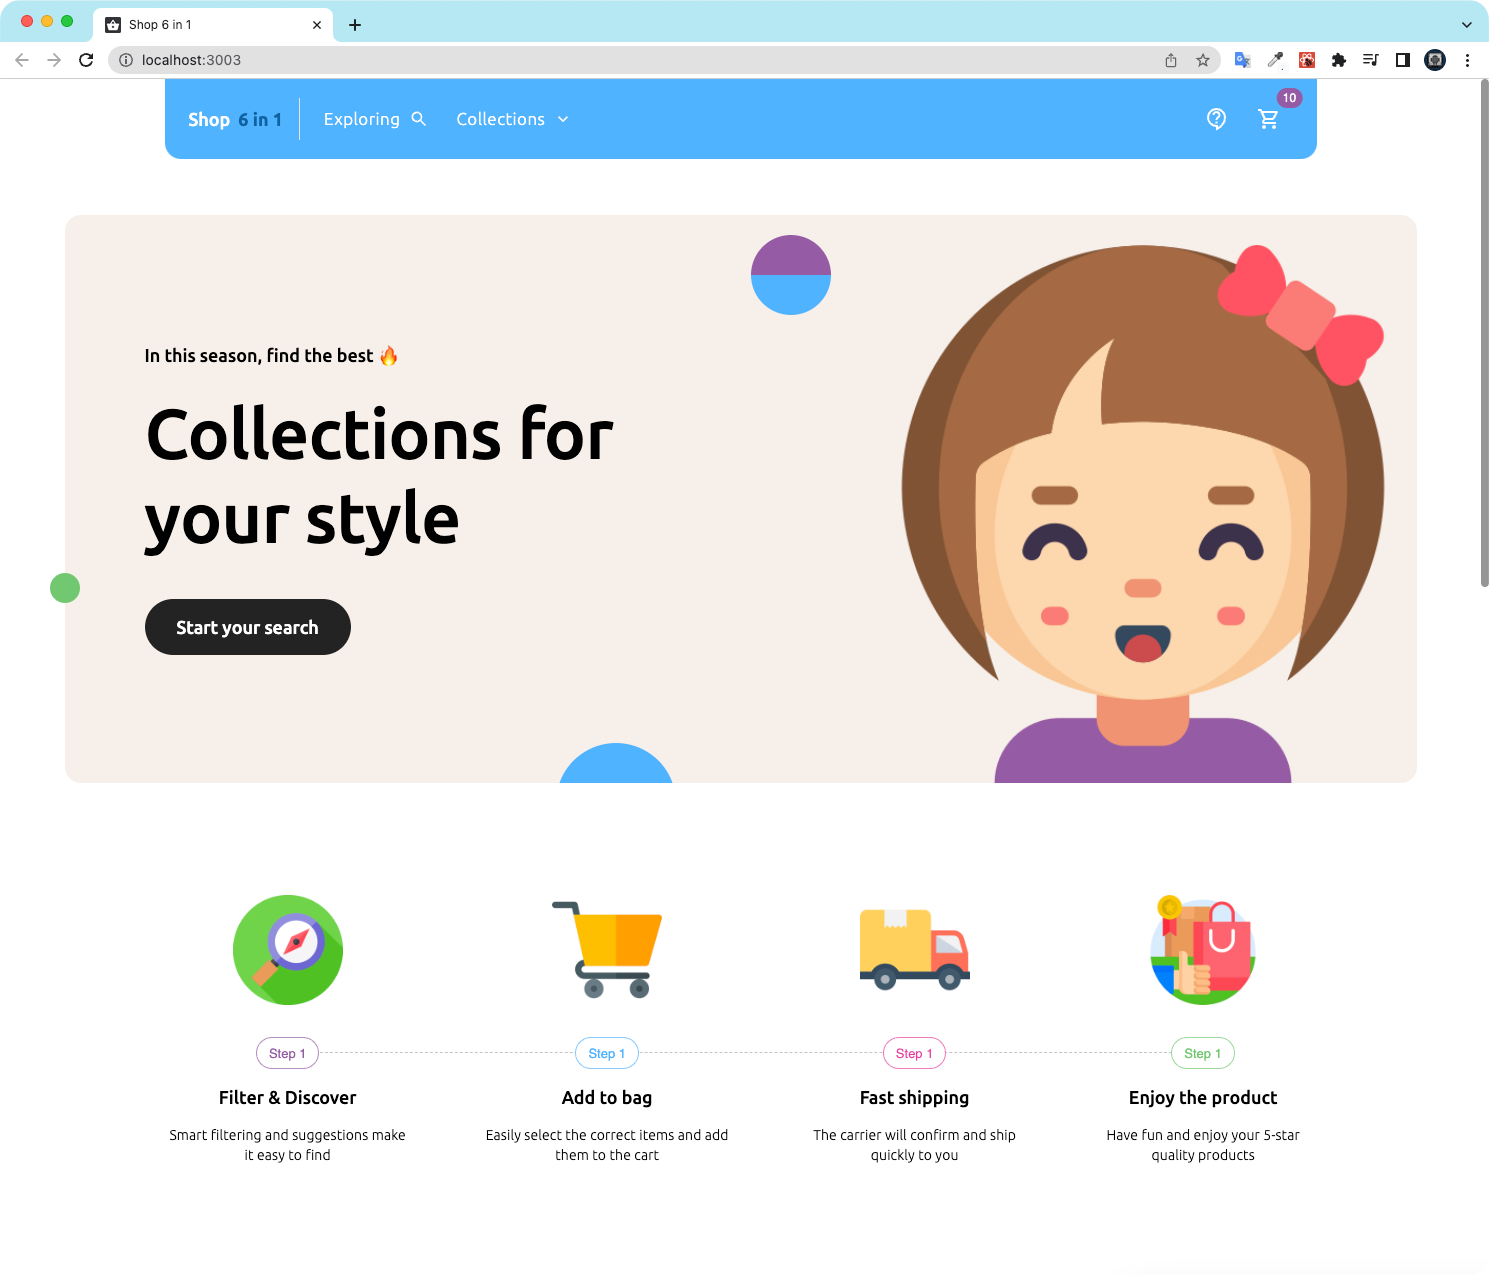 Shop 6 in 1
localhost:3003
Shop 6 in 1
Exploring
Collections
10
In this season, find the best 🔥
Collections for
your style
Start your search
Step 1
Step 1
Step 1
Step 1
Filter & Discover
Add to bag
Fast shipping
Enjoy the product
Smart filtering and suggestions make
it easy to find
Easily select the correct items and add
them to the cart
The carrier will confirm and ship
quickly to you
Have fun and enjoy your 5-star
quality products